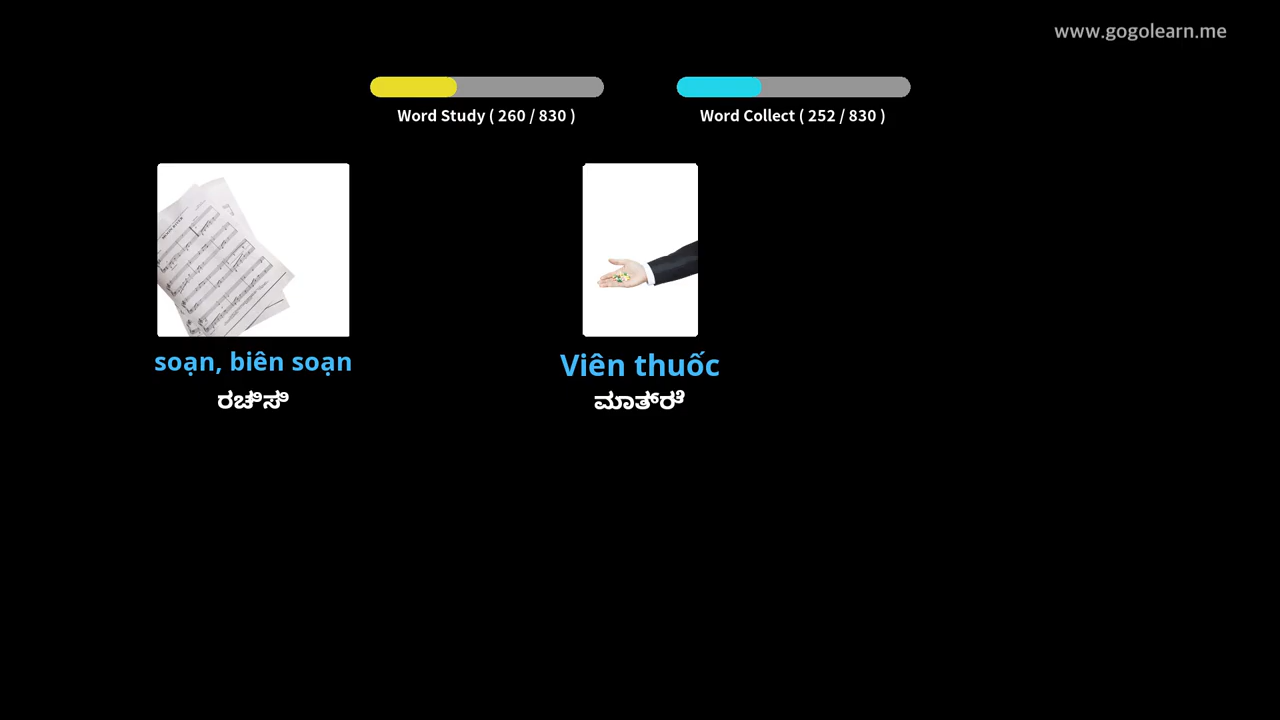 www.gogolearn.me
Word Study ( 260 / 830 )
Word Collect ( 252 / 830 )
soạn, biên soạn
ರಚಿಸಿ
Viên thuốc
ಮಾತ್ರೆ